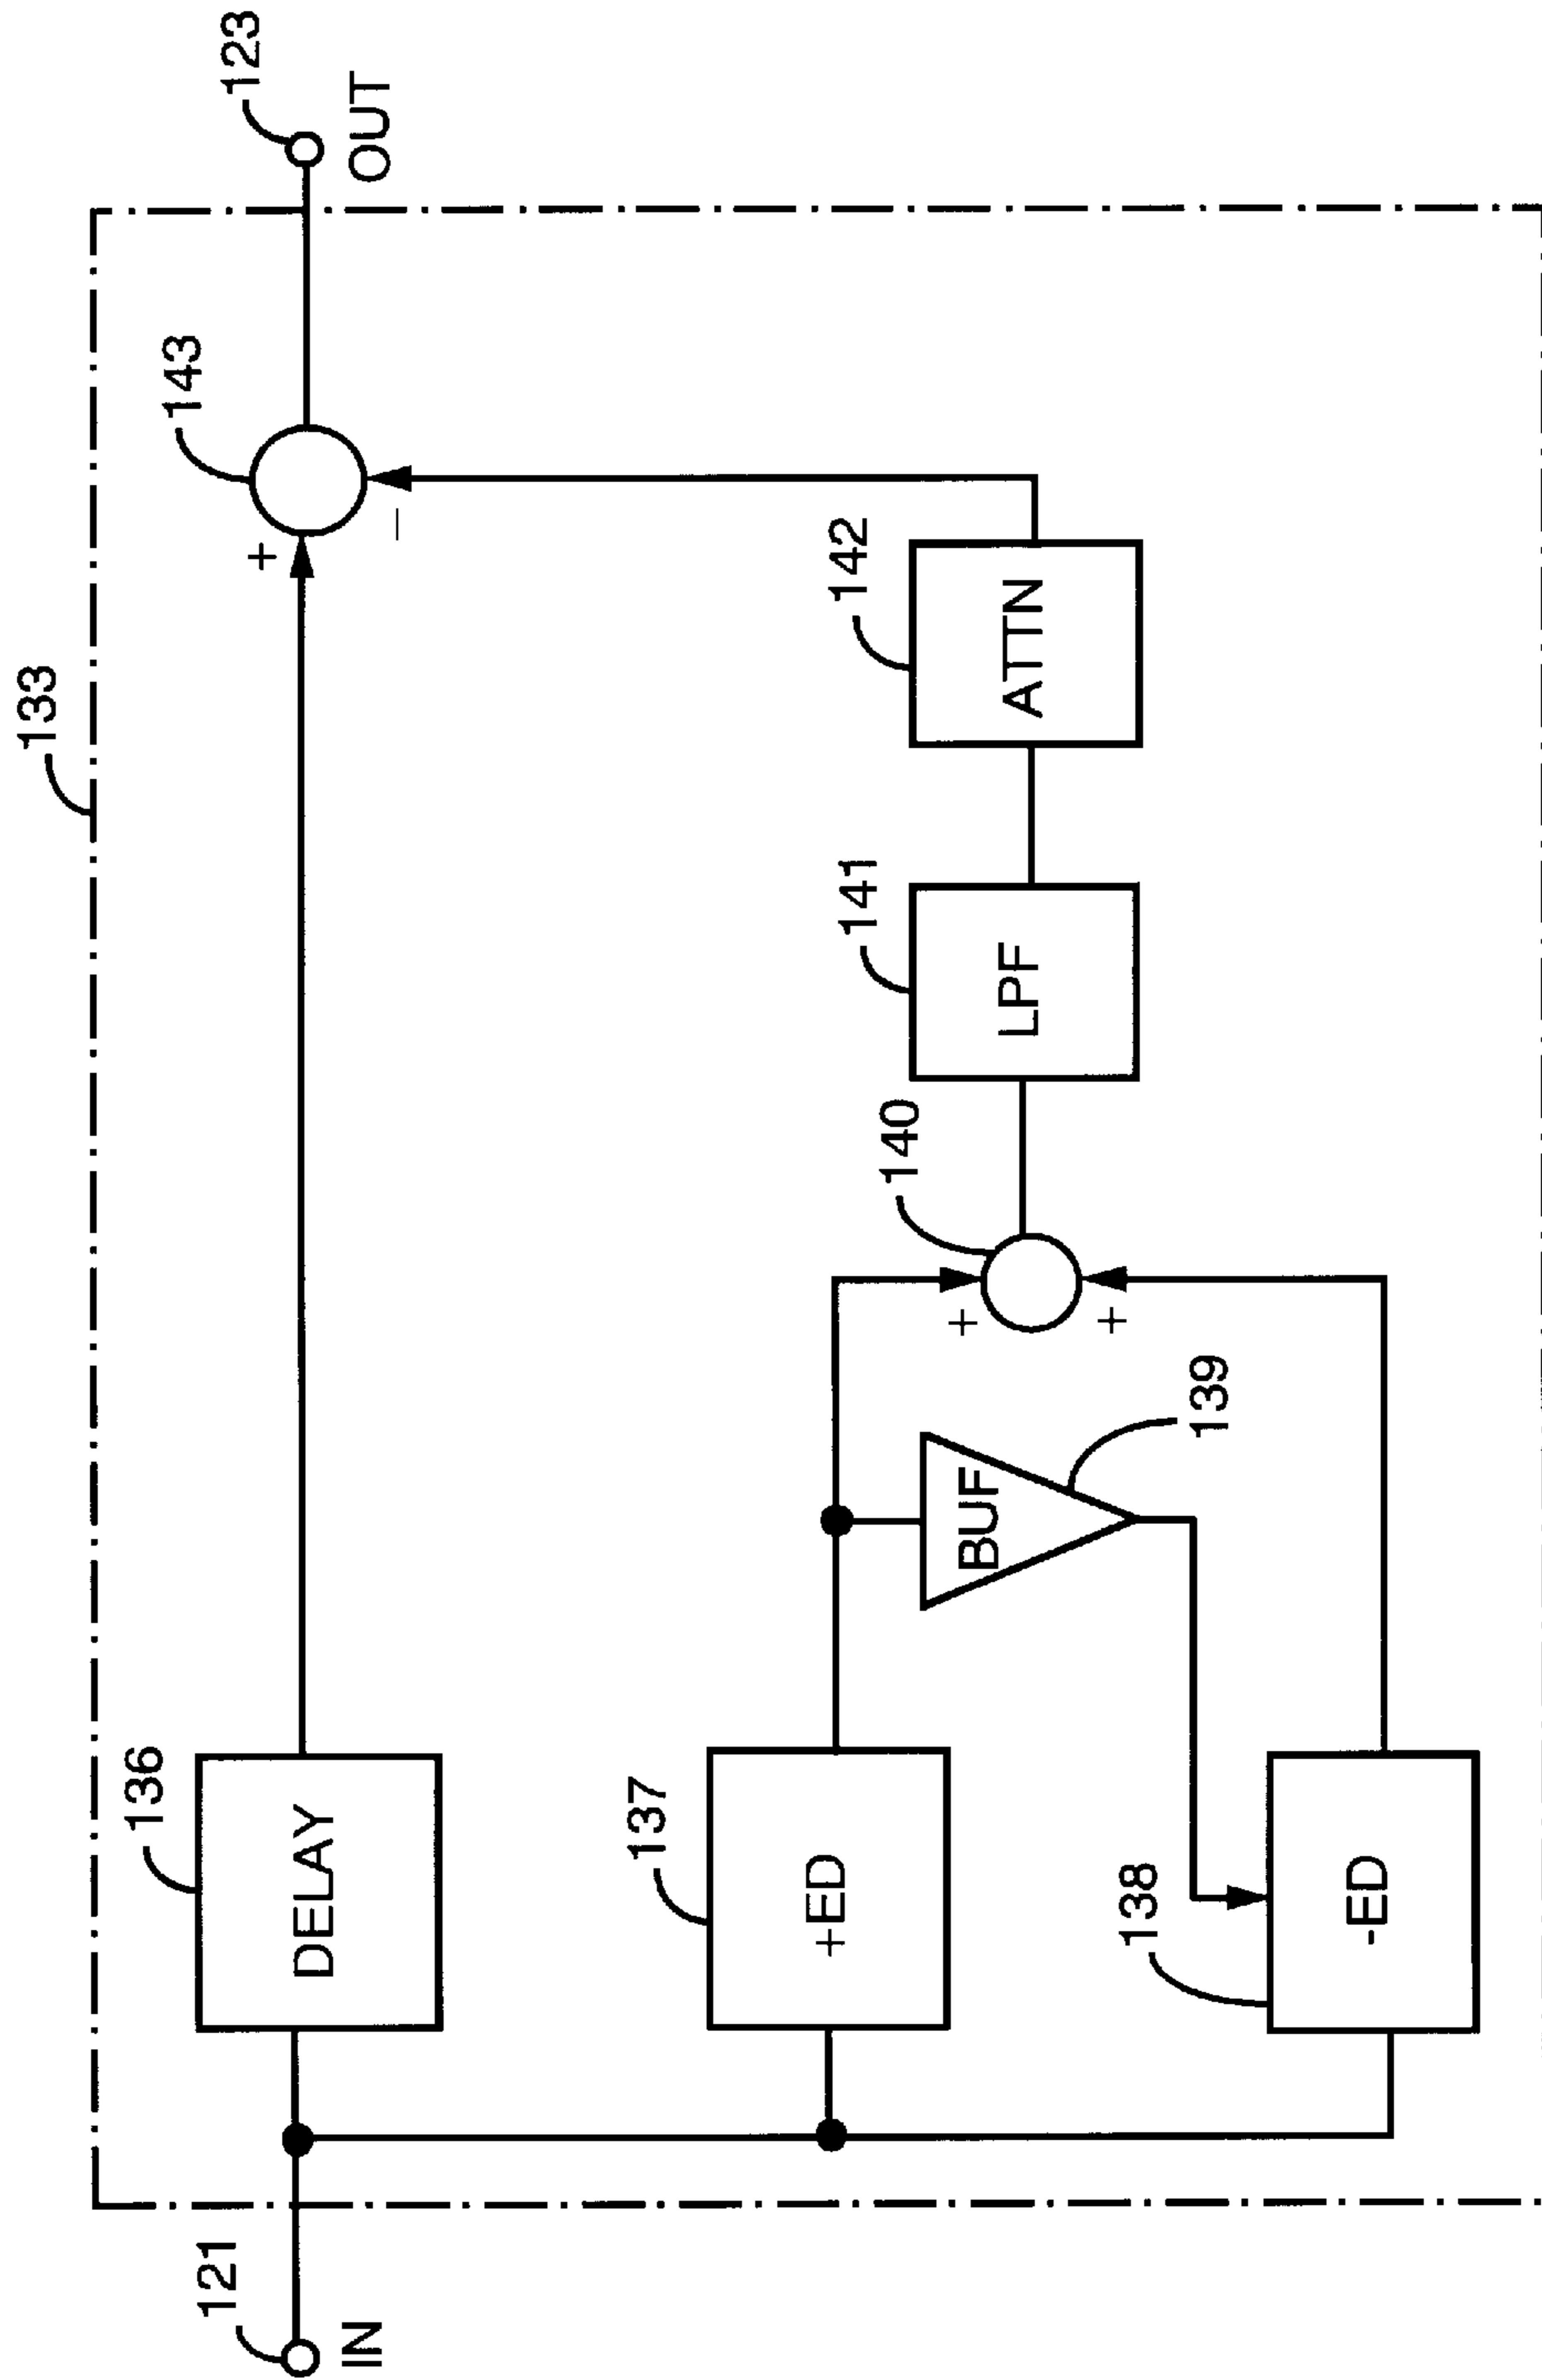 133
121
IN
136
DELAY
137
+ED
138
-ED
BUF
139
+
+
140
141
LPF
142
ATTN
+
−
143
123
OUT